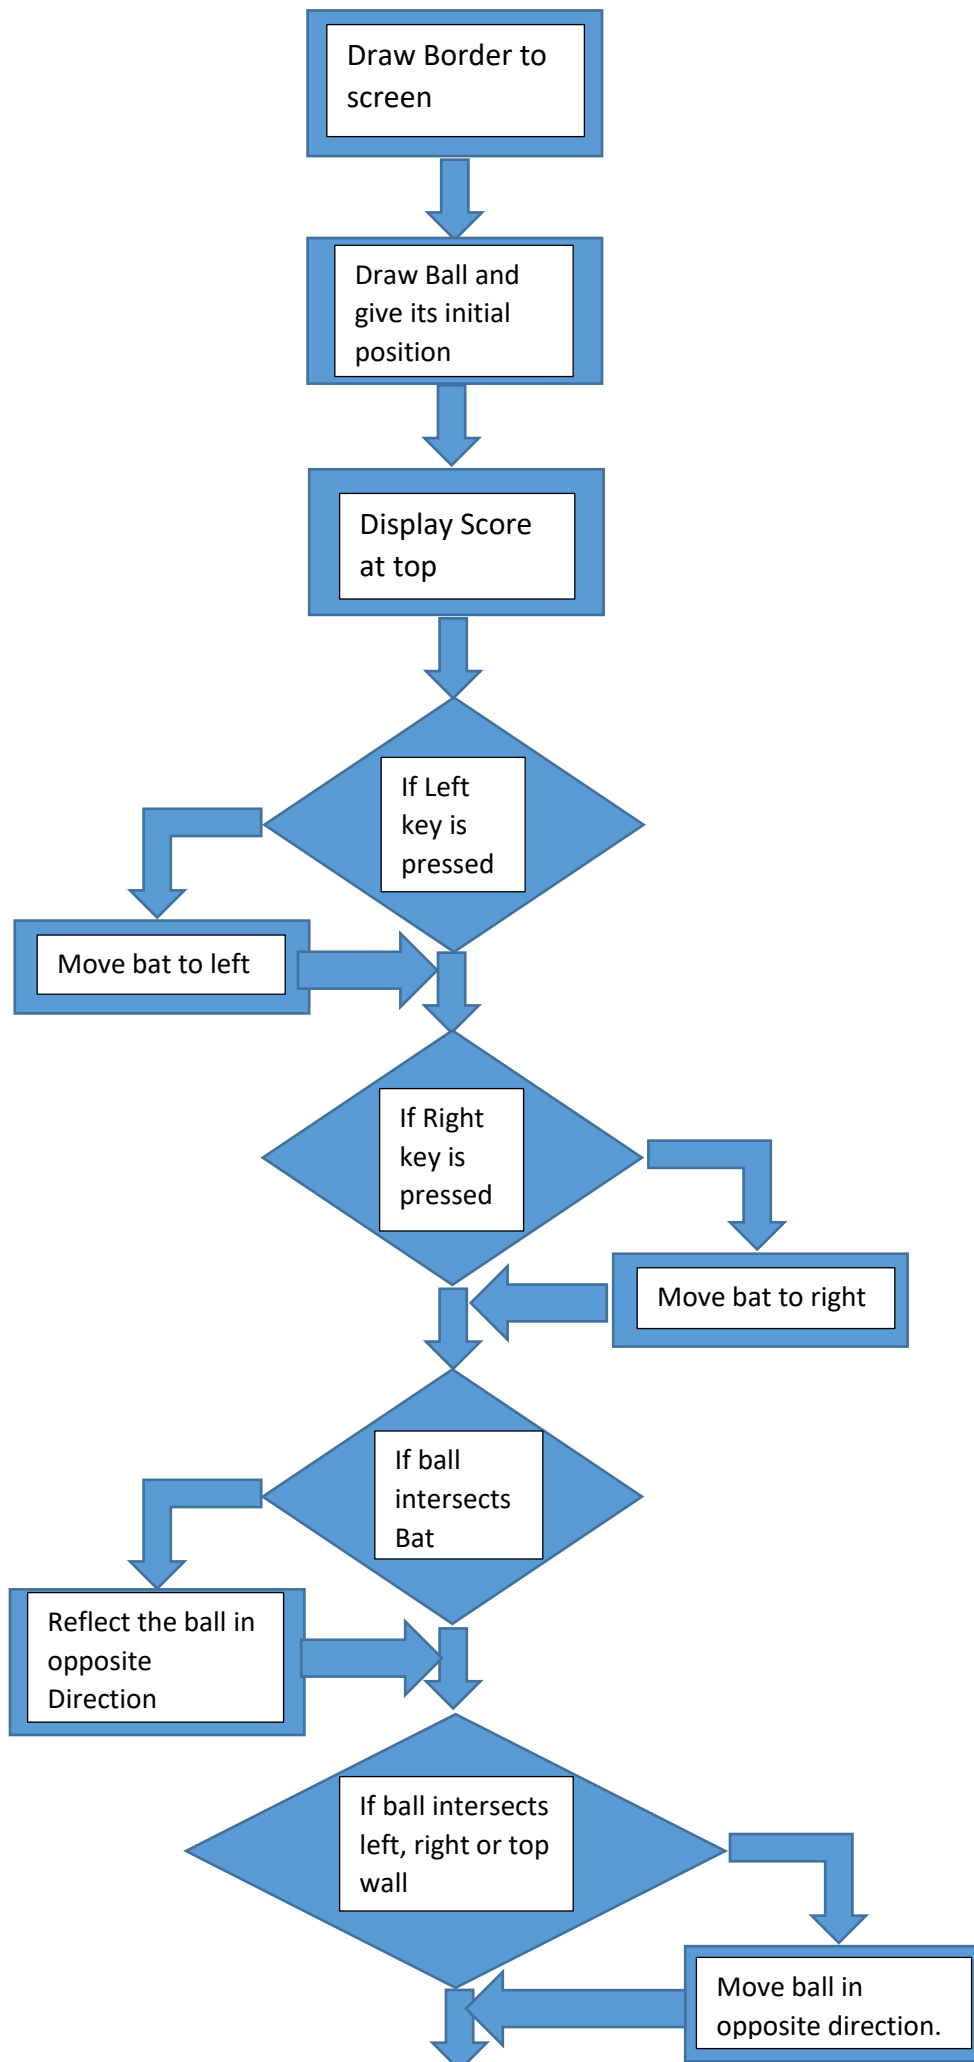 Draw Border to
screen
Draw Ball and
give its initial
position
Display Score
at top
If Left
key is
pressed
Move bat to left
If Right
key is
pressed
Move bat to right
If ball
intersects
Bat
Reflect the ball in
opposite
Direction
If ball intersects
left, right or top
wall
Move ball in
opposite direction.